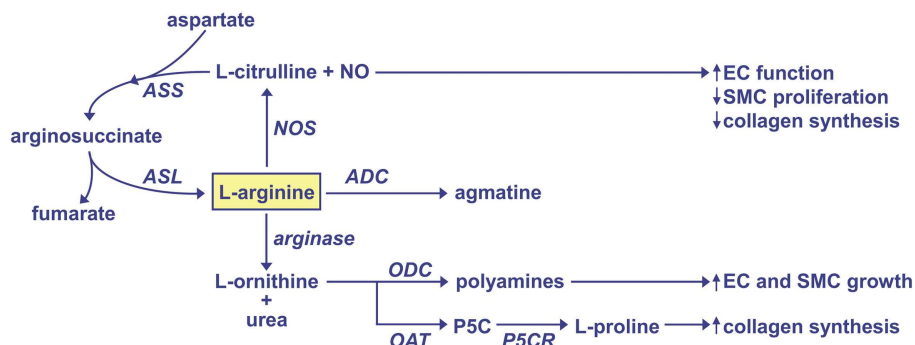 aspartate
L-citrulline + NO
↑EC function
ASS
↓SMC proliferation
↓collagen synthesis
arginosuccinate
NOS
ASL
L-arginine
ADC
agmatine
fumarate
arginase
L-ornithine
+
urea
ODC
polyamines
↑EC and SMC growth
OAT
P5C
P5CR
L-proline
↑collagen synthesis